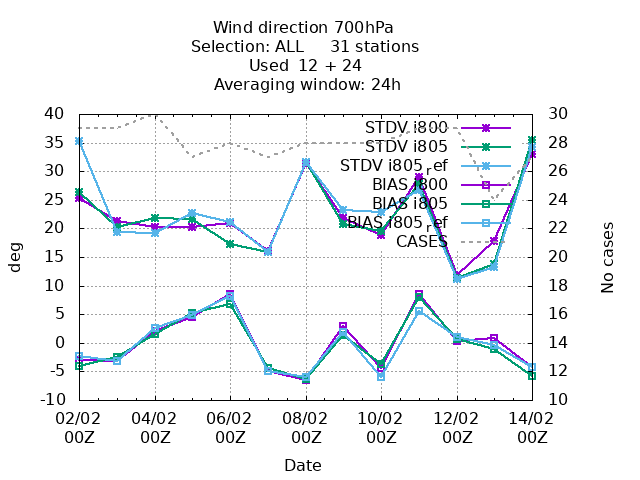 Wind direction 700hPa
Selection: ALL 31 stations
Used 12 + 24
Averaging window: 24h
40
35
30
25
20
15
10
5
0
-5
-10
30
28
26
24
22
20
18
16
14
12
10
deg
No cases
STDV i800
STDV i805
STDV i805_ref
BIAS i800
BIAS i805
BIAS i805_ref
CASES
02/02 04/02 06/02 08/02 10/02 12/02 14/02
00Z 00Z 00Z 00Z 00Z 00Z 00Z
Date